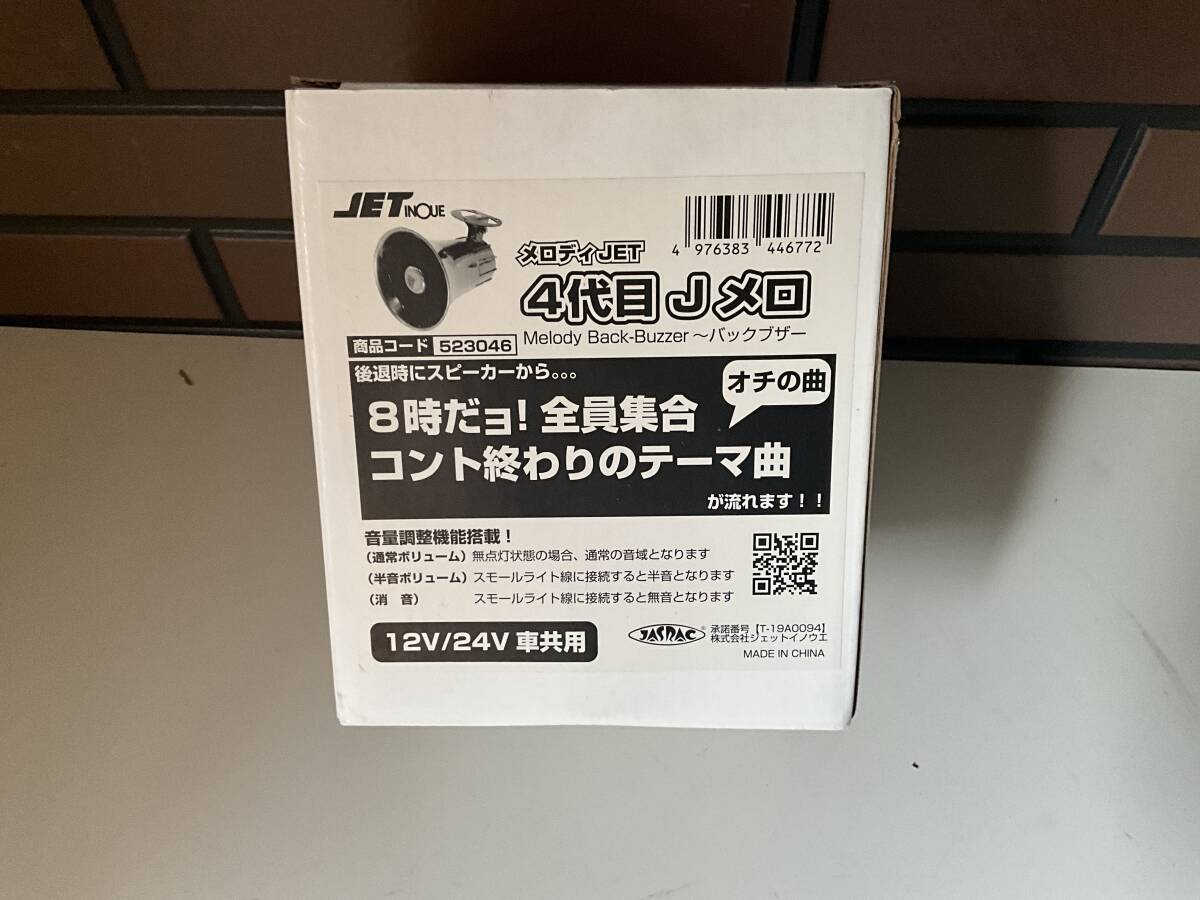 JET INOUE
4 976383 446772
メロディJET
4代目 Jメロ
Melody Back-Buzzer ～バックブザー
商品コード 523046
後退時にスピーカーから。。。
オチの曲
8時だョ! 全員集合
コント終わりのテーマ曲
が流れます！！
音量調整機能搭載！
（通常ボリューム）無点灯状態の場合、通常の音域となります
（半音ボリューム）スモールライト線に接続すると半音となります
（消　音）　スモールライト線に接続すると無音となります
12V/24V 車共用
JASRAC® 承諾番号【T-19A0094】
株式会社ジェットイノウエ
MADE IN CHINA